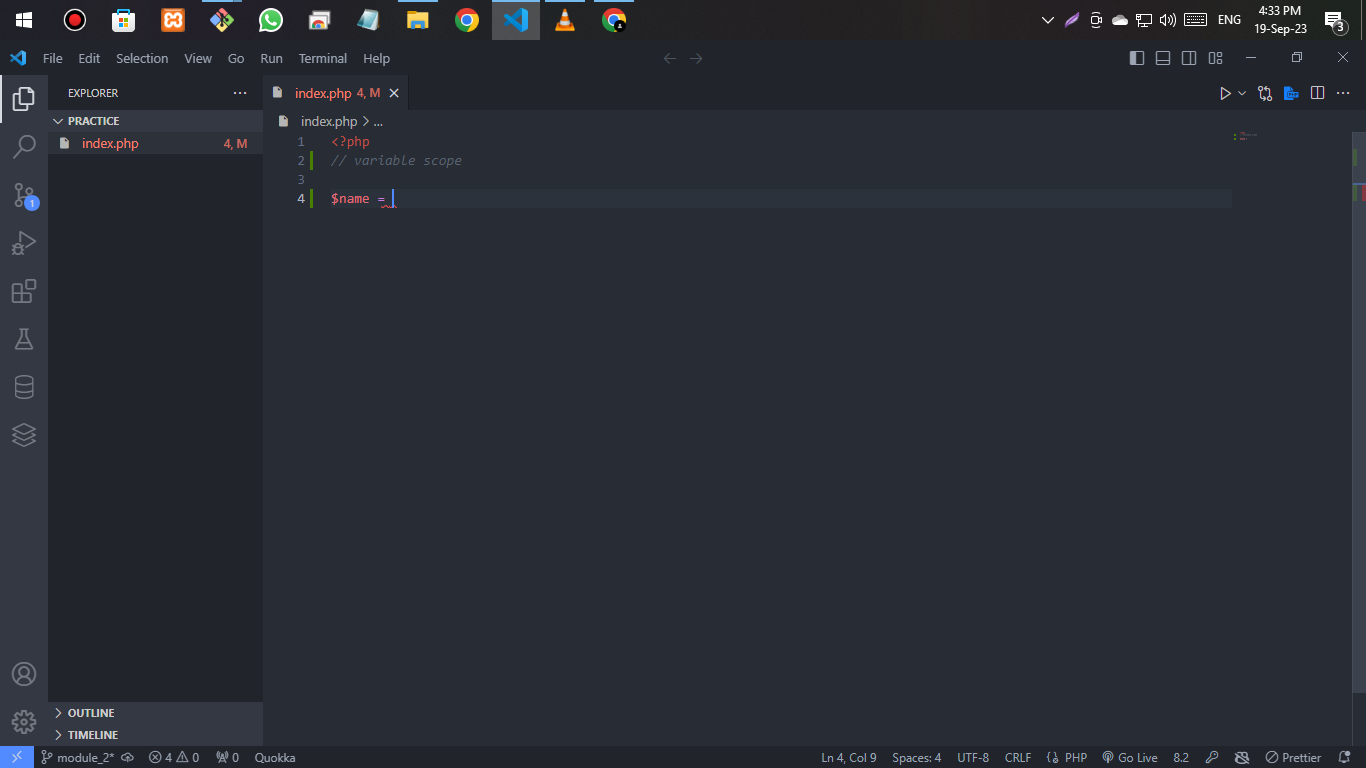 ENG
4:33 PM
19-Sep-23
3
File Edit Selection View Go Run Terminal Help
EXPLORER
PRACTICE
index.php 4, M
1
OUTLINE
TIMELINE
index.php 4, M
index.php > ...
1 <?php
2 // variable scope
3
4 $name =
module_2* 4 0 0 Quokka
Ln 4, Col 9 Spaces: 4 UTF-8 CRLF {} PHP Go Live 8.2 Prettier